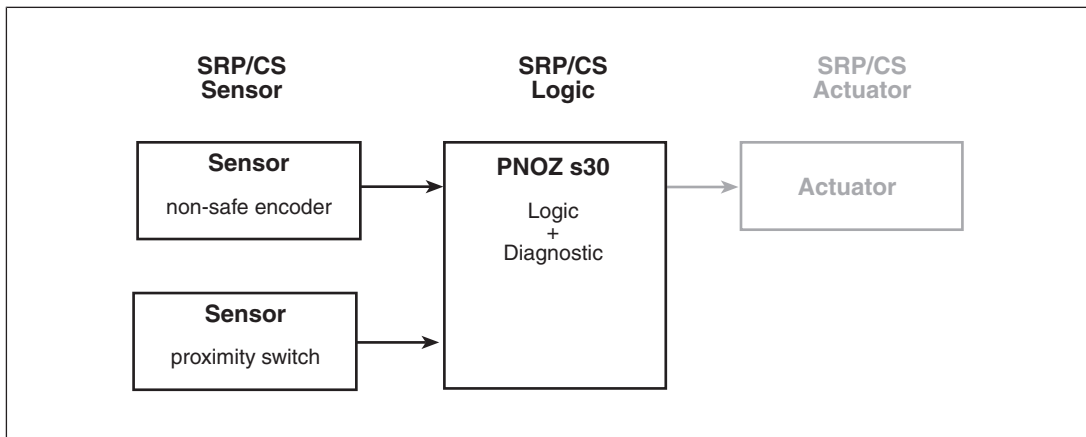 SRP/CS
Sensor
SRP/CS
Logic
SRP/CS
Actuator
Sensor
non-safe encoder
PNOZ s30
Logic
+
Diagnostic
Actuator
Sensor
proximity switch